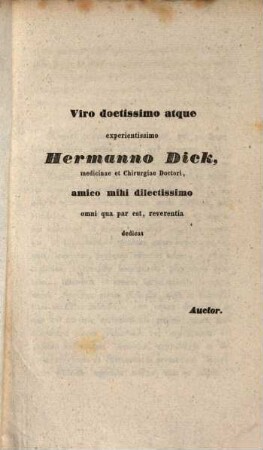 Viro doctissimo atque
experientissimo
Hermanno Dick,
medicinae et Chirurgiae Doctori,
amico mihi dilectissimo
omni qua par est, reverentia
dedicat
Auctor.